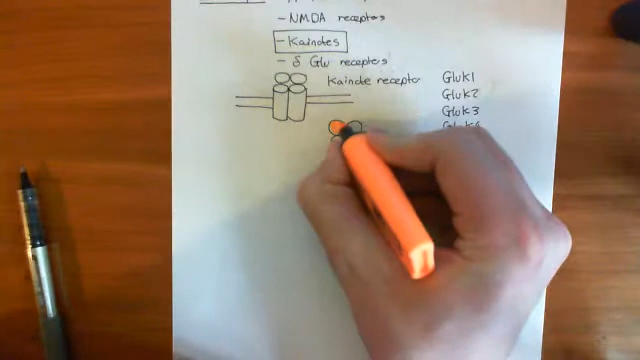 - NMDA receptors
- Kainates
- δ Glu receptors
Kainate receptor
GluK1
GluK2
GluK3